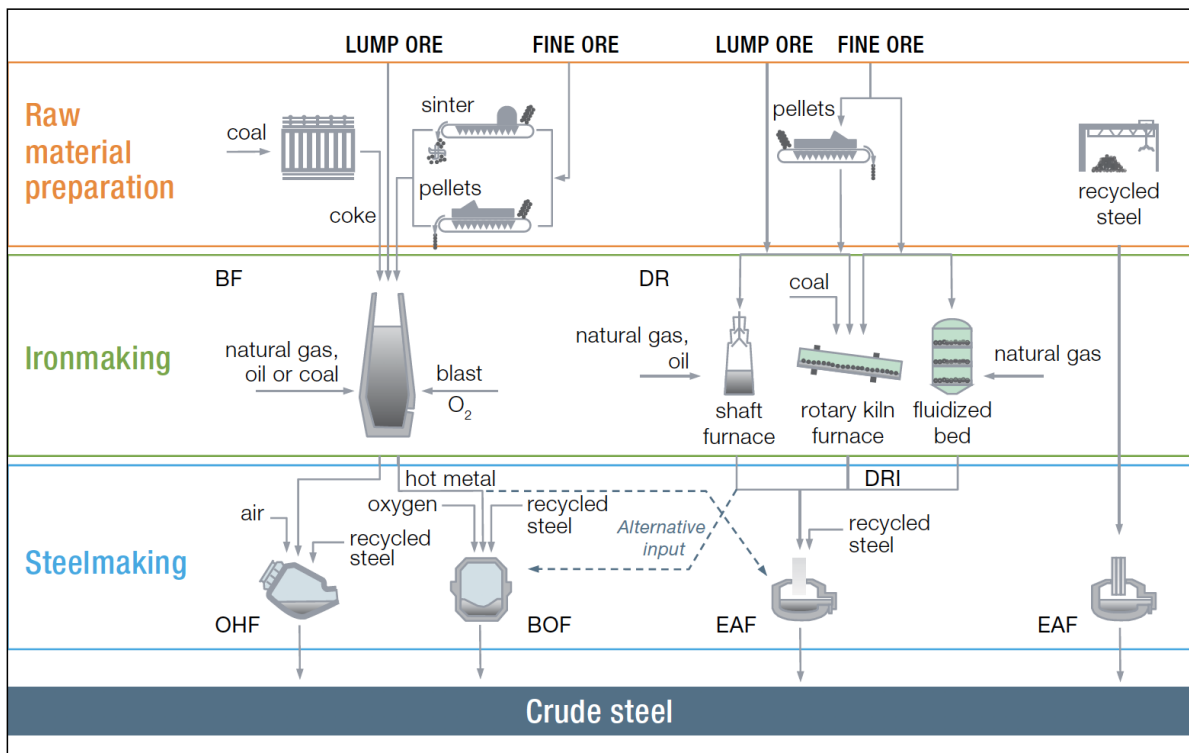 LUMP ORE
FINE ORE
LUMP ORE
FINE ORE
Raw
material
preparation
coal
sinter
pellets
coke
pellets
recycled
steel
Ironmaking
BF
natural gas,
oil or coal
blast
O₂
DR
natural gas,
oil
coal
natural gas
shaft
furnace
rotary kiln
furnace
fluidized
bed
Steelmaking
hot metal
air
recycled
steel
oxygen
recycled
steel
Alternative
input
DRI
recycled
steel
OHF
BOF
EAF
EAF
Crude steel